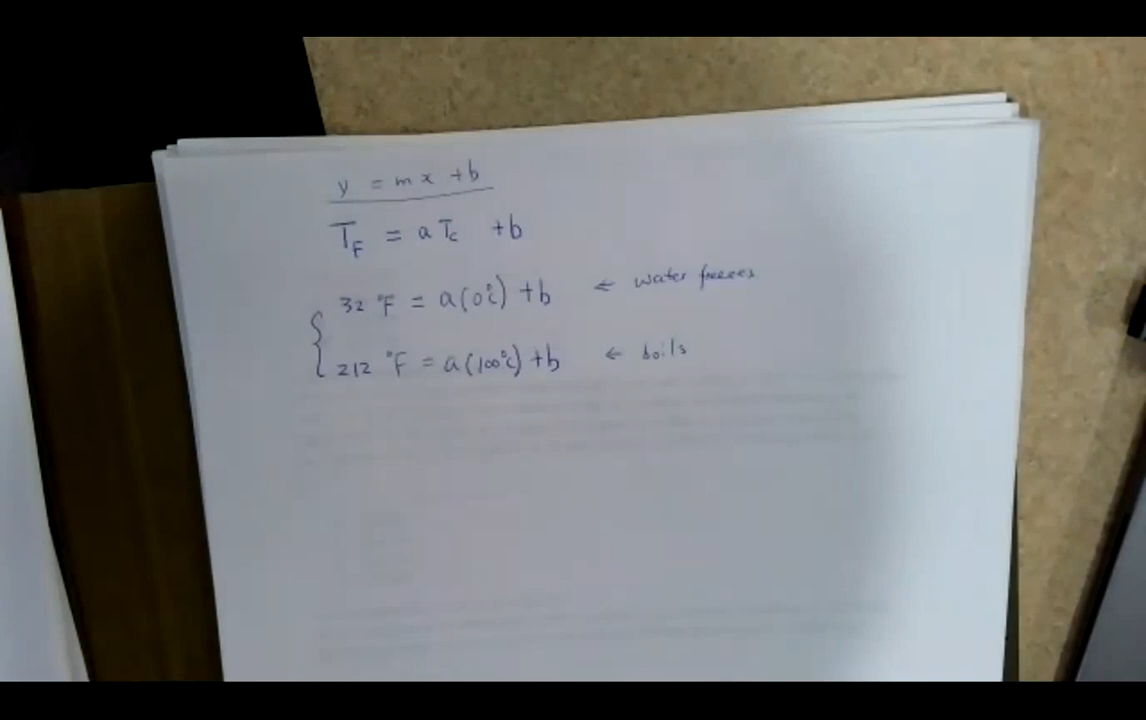 y = mx + b
T_F = a T_c + b
32 °F = a(0°c) + b ← water freezes
212 °F = a(100°c) + b ← boils